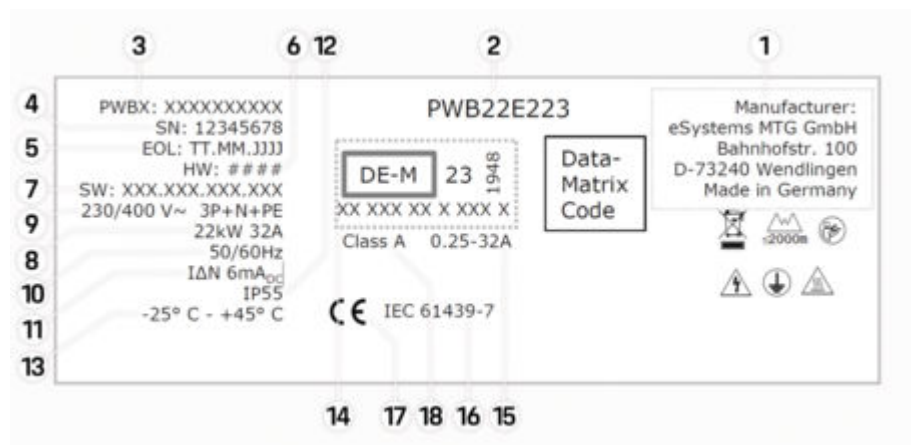 3
6
12
2
1
4
5
7
9
8
10
11
13
PWBX: XXXXXXXXXX
SN: 12345678
EOL: TT.MM.JJJJ
HW: ####
SW: XXX.XXX.XXX.XXX
230/400 V~ 3P+N+PE
22kW 32A
50/60Hz
IΔN 6mADC
IP55
-25° C - +45° C
PWB22E223
DE-M 23 1948
XX XXX XX X XXX X
Class A 0.25-32A
CE IEC 61439-7
Data-
Matrix
Code
Manufacturer:
eSystems MTG GmbH
Bahnhofstr. 100
D-73240 Wendlingen
Made in Germany
≤2000m
14
17
18
16
15